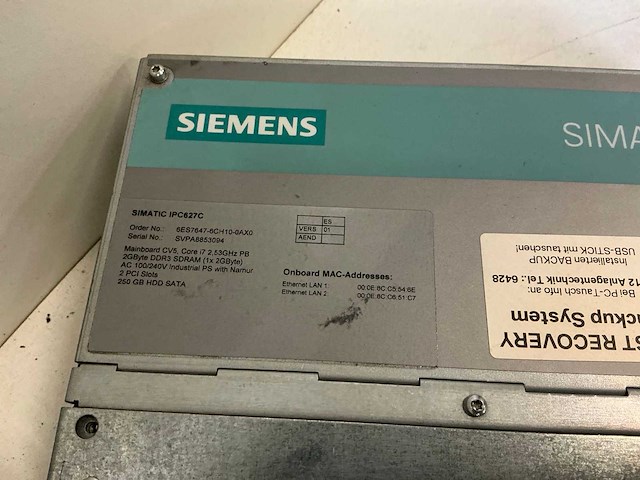 SIEMENS
SIMA
SIMATIC IPC627C
Order No.: 6ES7647-6CH10-0AX0
Serial No.: SVPA8853094
ES
VERS 01
AEND
Mainboard CV5, Core i7 2,53GHz PB
2GByte DDR3 SDRAM (1x 2GByte)
AC 100/240V Industrial PS with Namur
2 PCI Slots
250 GB HDD SATA
Onboard MAC-Addresses:
Ethernet LAN 1: 00:0E:8C:C5:54:6E
Ethernet LAN 2: 00:0E:8C:C6:51:C7
ST RECOVERY
ackup System
Bei PC-Tausch Info an:
12 Anlagentechnik Tel.: 6428
Installierten BACKUP
USB-STICK mit tauschen!